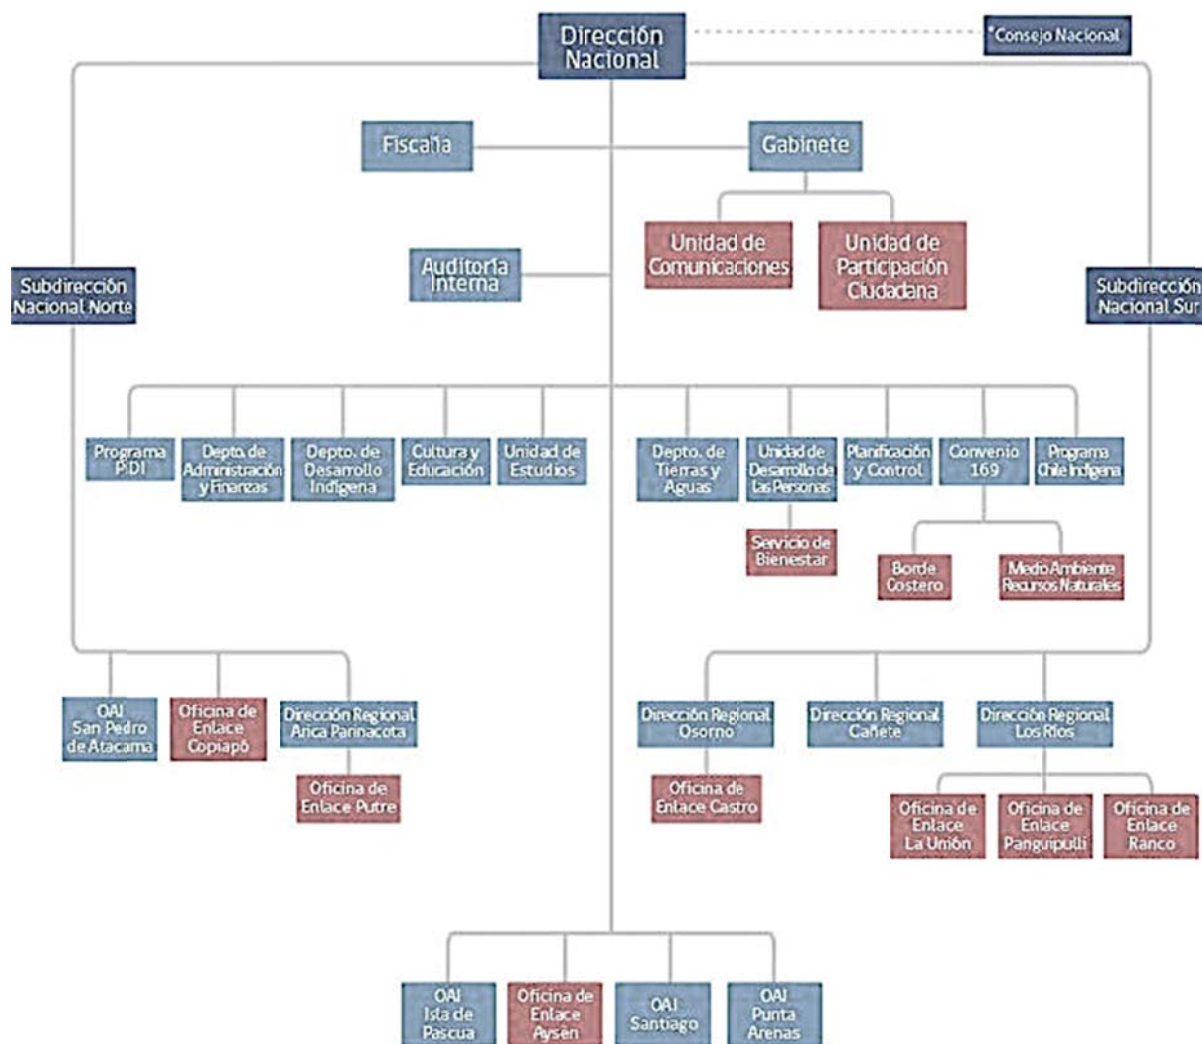 Dirección
Nacional
*Consejo Nacional
Fiscalía
Gabinete
Unidad de
Comunicaciones
Unidad de
Participación
Ciudadana
Auditoría
Interna
Subdirección
Nacional Norte
Subdirección
Nacional Sur
Programa
PIDI
Depto. de
Administración
y Finanzas
Depto. de
Desarrollo
Indígena
Cultura y
Educación
Unidad de
Estudios
Depto. de
Tierras y
Aguas
Unidad de
Desarrollo de
las Personas
Planificación
y Control
Convenio
169
Programa
Chile Indígena
Servicio de
Bienestar
Borde
Costero
Medio Ambiente
Recursos Naturales
OAI
San Pedro
de Atacama
Oficina de
Enlace
Copiapó
Dirección Regional
Arica Parinacota
Oficina de
Enlace Putre
Dirección Regional
Osorno
Dirección Regional
Cañete
Dirección Regional
Los Ríos
Oficina de
Enlace Castro
Oficina de
Enlace
La Unión
Oficina de
Enlace
Panguipulli
Oficina de
Enlace
Ranco
OAI
Isla de
Pascua
Oficina de
Enlace
Aysén
OAI
Santiago
OAI
Punta
Arenas